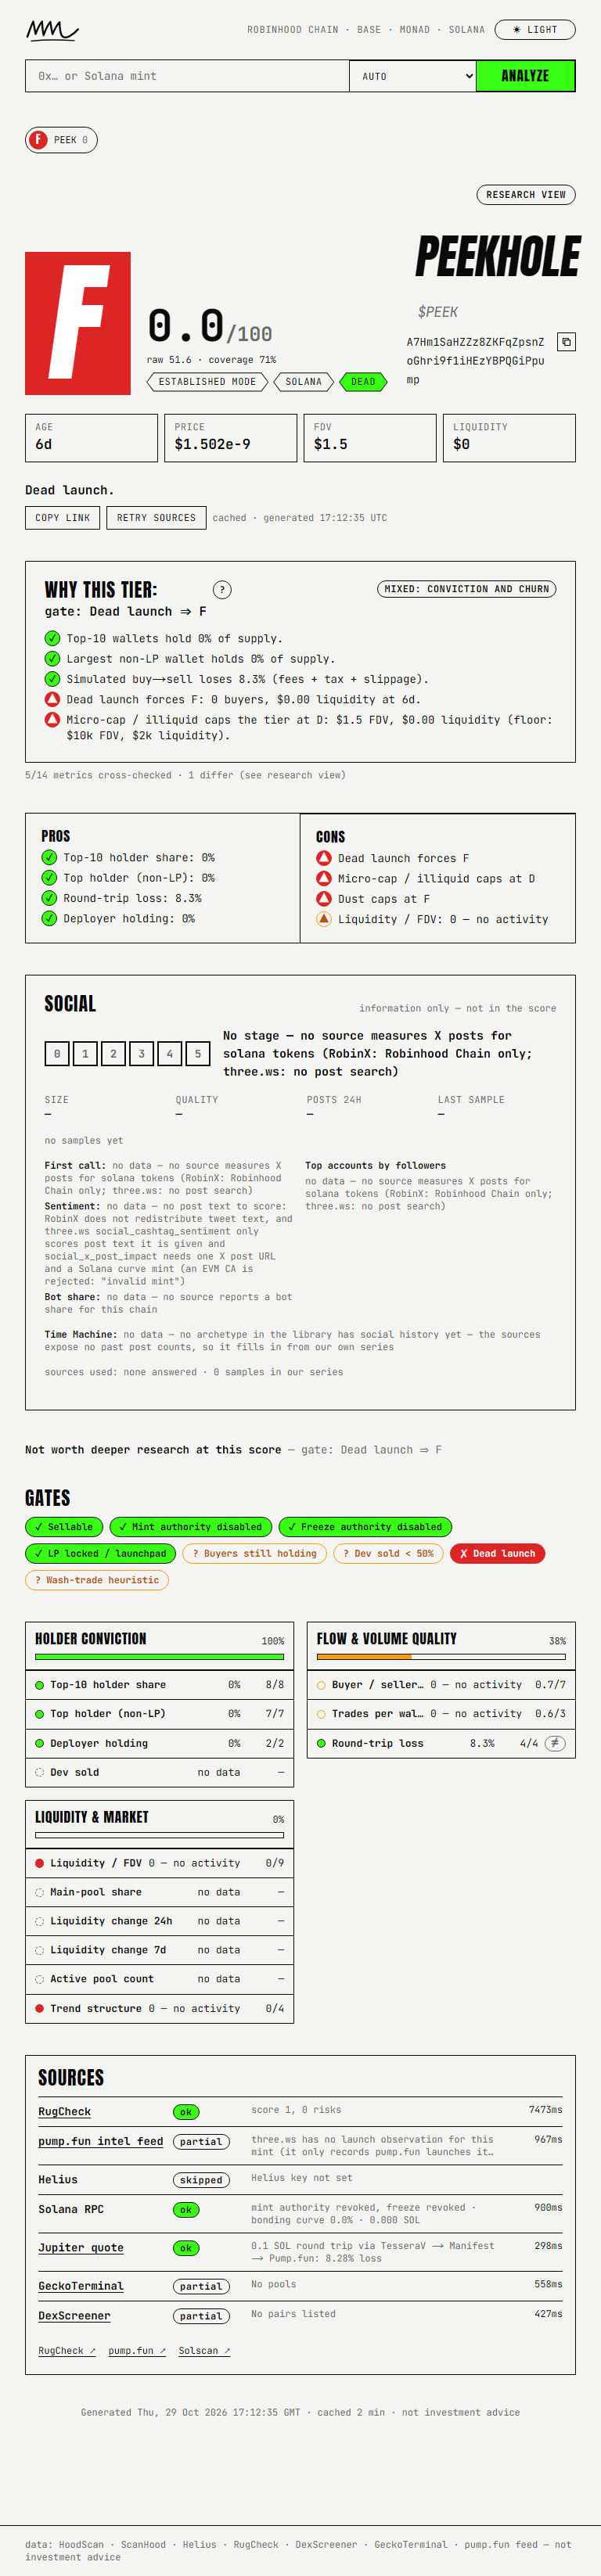 ROBINHOOD CHAIN · BASE · MONAD · SOLANA
☀ LIGHT
0x… or Solana mint
AUTO
ANALYZE
F PEEK 0
RESEARCH VIEW
F
PEEKHOLE
0.0/100
$PEEK
raw 51.6 · coverage 71%
A7Hm1SaHZZz8ZKFqZpsnZ
oGhri9f1iHEzYBPQGiPpu
mp
ESTABLISHED MODE
SOLANA
DEAD
AGE
6d
PRICE
$1.502e-9
FDV
$1.5
LIQUIDITY
$0
Dead launch.
COPY LINK
RETRY SOURCES
cached · generated 17:12:35 UTC
WHY THIS TIER:
?
MIXED: CONVICTION AND CHURN
gate: Dead launch ⇒ F
✓ Top-10 wallets hold 0% of supply.
✓ Largest non-LP wallet holds 0% of supply.
✓ Simulated buy→sell loses 8.3% (fees + tax + slippage).
▲ Dead launch forces F: 0 buyers, $0.00 liquidity at 6d.
▲ Micro-cap / illiquid caps the tier at D: $1.5 FDV, $0.00 liquidity (floor:
$10k FDV, $2k liquidity).
5/14 metrics cross-checked · 1 differ (see research view)
PROS
✓ Top-10 holder share: 0%
✓ Top holder (non-LP): 0%
✓ Round-trip loss: 8.3%
✓ Deployer holding: 0%
CONS
▲ Dead launch forces F
▲ Micro-cap / illiquid caps at D
▲ Dust caps at F
▲ Liquidity / FDV: 0 — no activity
SOCIAL
information only — not in the score
0 1 2 3 4 5
No stage — no source measures X posts for
solana tokens (RobinX: Robinhood Chain only;
three.ws: no post search)
SIZE
—
QUALITY
—
POSTS 24H
—
LAST SAMPLE
—
no samples yet
First call: no data — no source measures X
posts for solana tokens (RobinX: Robinhood
Chain only; three.ws: no post search)
Sentiment: no data — no post text to score:
RobinX does not redistribute tweet text, and
three.ws social_cashtag_sentiment only
scores post text it is given and
social_x_post_impact needs one X post URL
and a Solana curve mint (an EVM CA is
rejected: "invalid mint")
Bot share: no data — no source reports a bot
share for this chain
Top accounts by followers
no data — no source measures X posts for
solana tokens (RobinX: Robinhood Chain only;
three.ws: no post search)
Time Machine: no data — no archetype in the library has social history yet — the sources
expose no past post counts, so it fills in from our own series
sources used: none answered · 0 samples in our series
Not worth deeper research at this score — gate: Dead launch ⇒ F
GATES
✓ Sellable
✓ Mint authority disabled
✓ Freeze authority disabled
✓ LP locked / launchpad
? Buyers still holding
? Dev sold < 50%
✗ Dead launch
? Wash-trade heuristic
HOLDER CONVICTION 100%
Top-10 holder share 0% 8/8
Top holder (non-LP) 0% 7/7
Deployer holding 0% 2/2
Dev sold no data —
FLOW & VOLUME QUALITY 38%
Buyer / seller… 0 — no activity 0.7/7
Trades per wal… 0 — no activity 0.6/3
Round-trip loss 8.3% 4/4 ≠
LIQUIDITY & MARKET 0%
Liquidity / FDV 0 — no activity 0/9
Main-pool share no data —
Liquidity change 24h no data —
Liquidity change 7d no data —
Active pool count no data —
Trend structure 0 — no activity 0/4
SOURCES
RugCheck ok score 1, 0 risks 7473ms
pump.fun intel feed partial three.ws has no launch observation for this 967ms
mint (it only records pump.fun launches it…
Helius skipped Helius key not set
Solana RPC ok mint authority revoked, freeze revoked · 900ms
bonding curve 0.0% · 0.000 SOL
Jupiter quote ok 0.1 SOL round trip via TesseraV → Manifest 298ms
→ Pump.fun: 8.28% loss
GeckoTerminal partial No pools 558ms
DexScreener partial No pairs listed 427ms
RugCheck ↗ pump.fun ↗ Solscan ↗
Generated Thu, 29 Oct 2026 17:12:35 GMT · cached 2 min · not investment advice
data: HoodScan · ScanHood · Helius · RugCheck · DexScreener · GeckoTerminal · pump.fun feed — not
investment advice